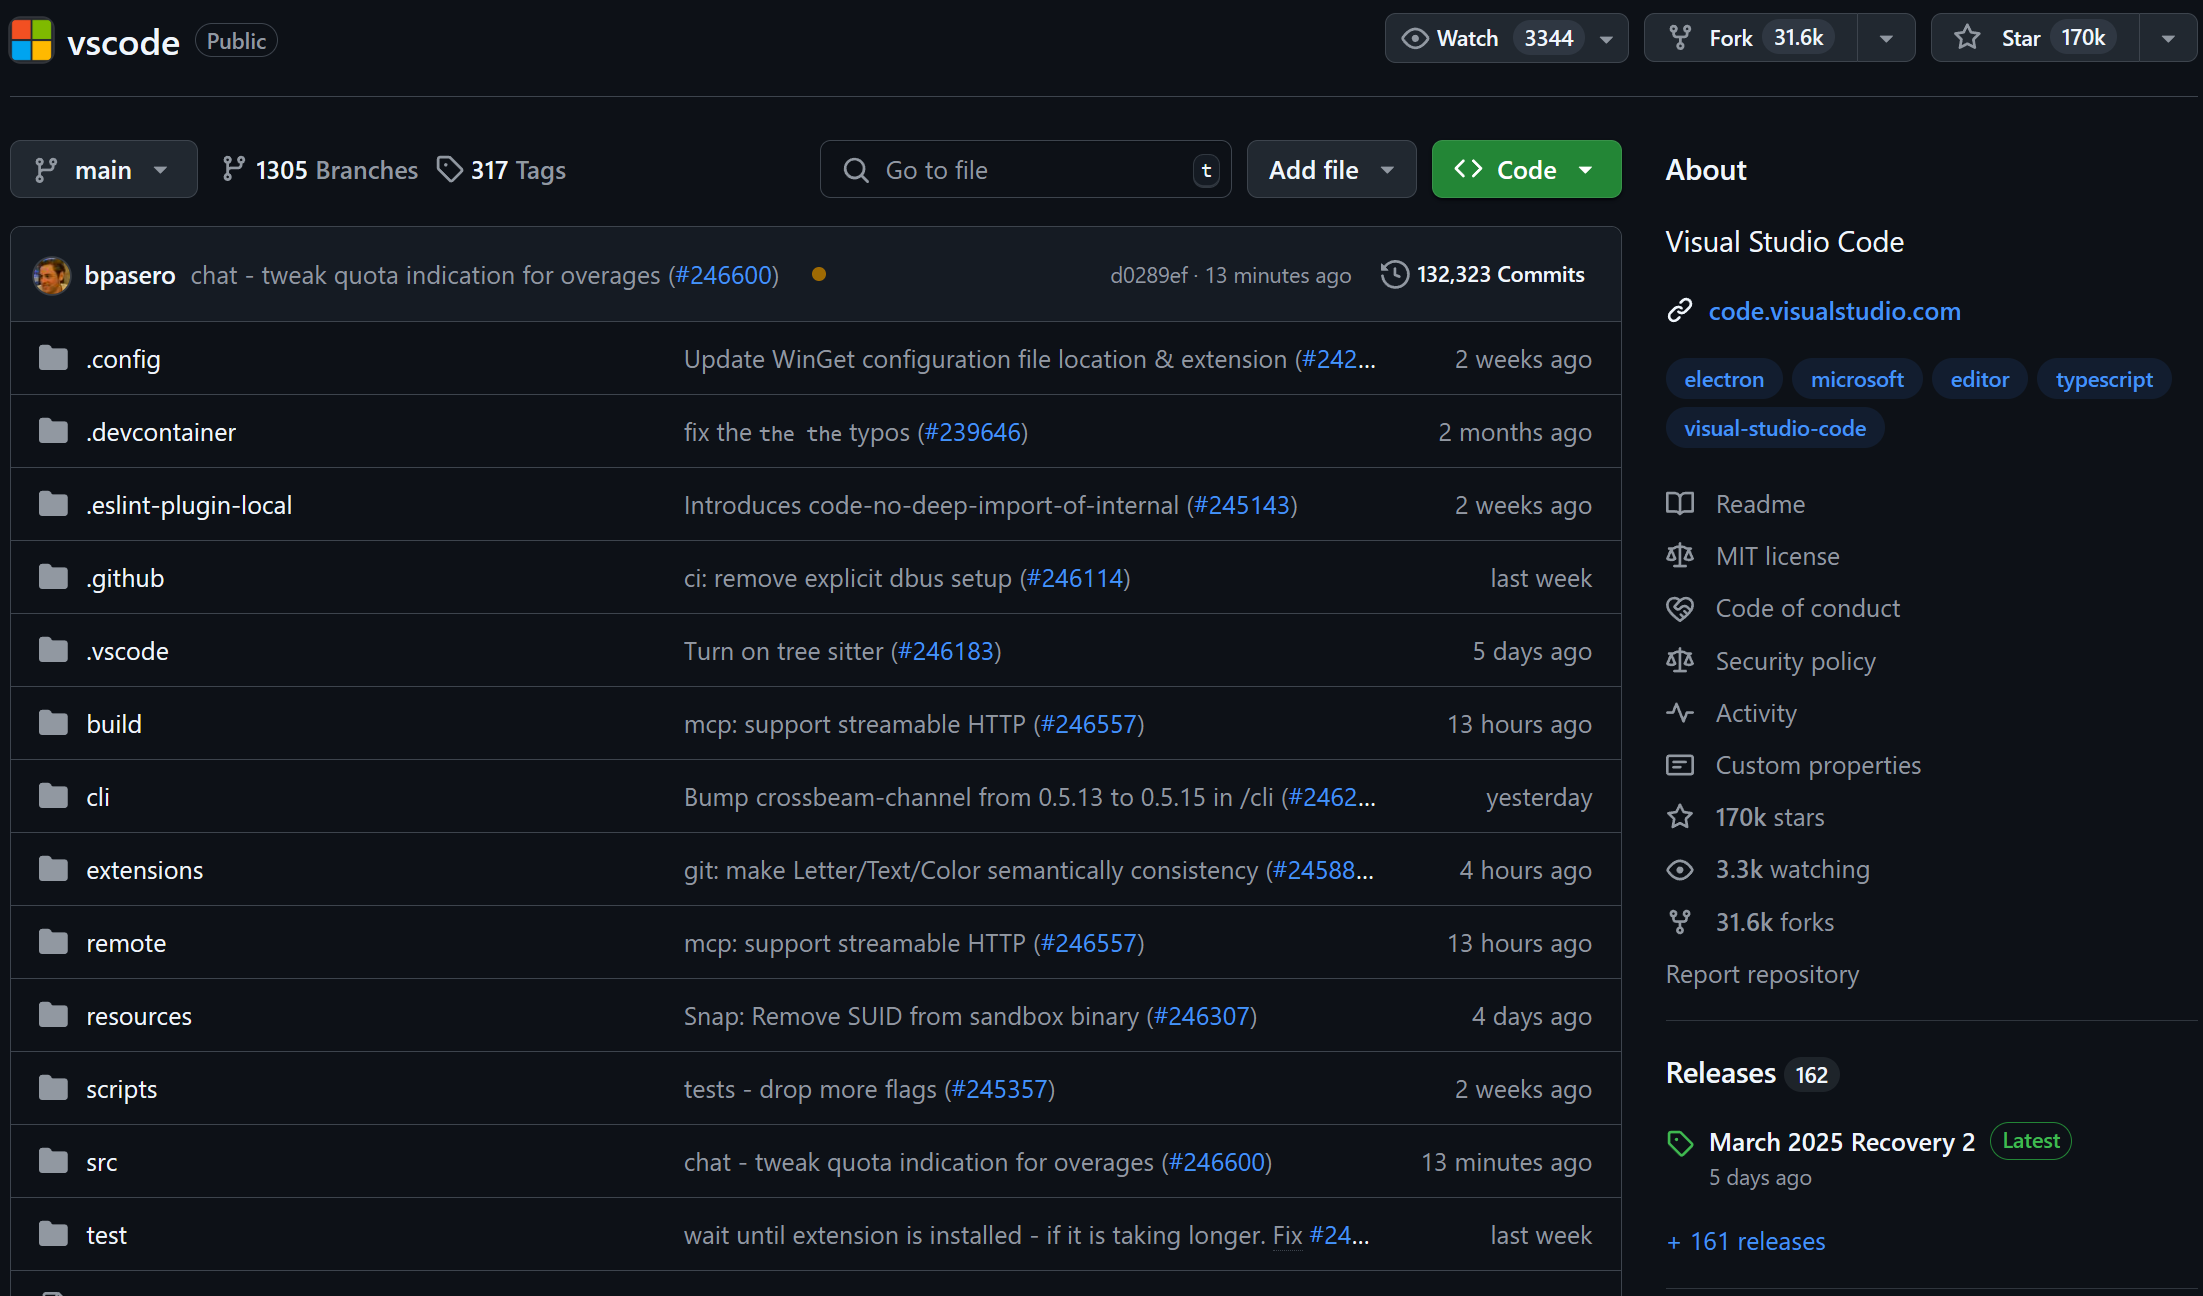 vscode Public Watch 3344 Fork 31.6k Star 170k
main 1305 Branches 317 Tags Go to file t Add file Code
bpasero chat - tweak quota indication for overages (#246600) d0289ef · 13 minutes ago 132,323 Commits
.config Update WinGet configuration file location & extension (#242... 2 weeks ago
.devcontainer fix the the the typos (#239646) 2 months ago
.eslint-plugin-local Introduces code-no-deep-import-of-internal (#245143) 2 weeks ago
.github ci: remove explicit dbus setup (#246114) last week
.vscode Turn on tree sitter (#246183) 5 days ago
build mcp: support streamable HTTP (#246557) 13 hours ago
cli Bump crossbeam-channel from 0.5.13 to 0.5.15 in /cli (#2462... yesterday
extensions git: make Letter/Text/Color semantically consistency (#24588... 4 hours ago
remote mcp: support streamable HTTP (#246557) 13 hours ago
resources Snap: Remove SUID from sandbox binary (#246307) 4 days ago
scripts tests - drop more flags (#245357) 2 weeks ago
src chat - tweak quota indication for overages (#246600) 13 minutes ago
test wait until extension is installed - if it is taking longer. Fix #24... last week
About
Visual Studio Code
code.visualstudio.com
electron microsoft editor typescript
visual-studio-code
Readme
MIT license
Code of conduct
Security policy
Activity
Custom properties
170k stars
3.3k watching
31.6k forks
Report repository
Releases 162
March 2025 Recovery 2 Latest
5 days ago
+ 161 releases